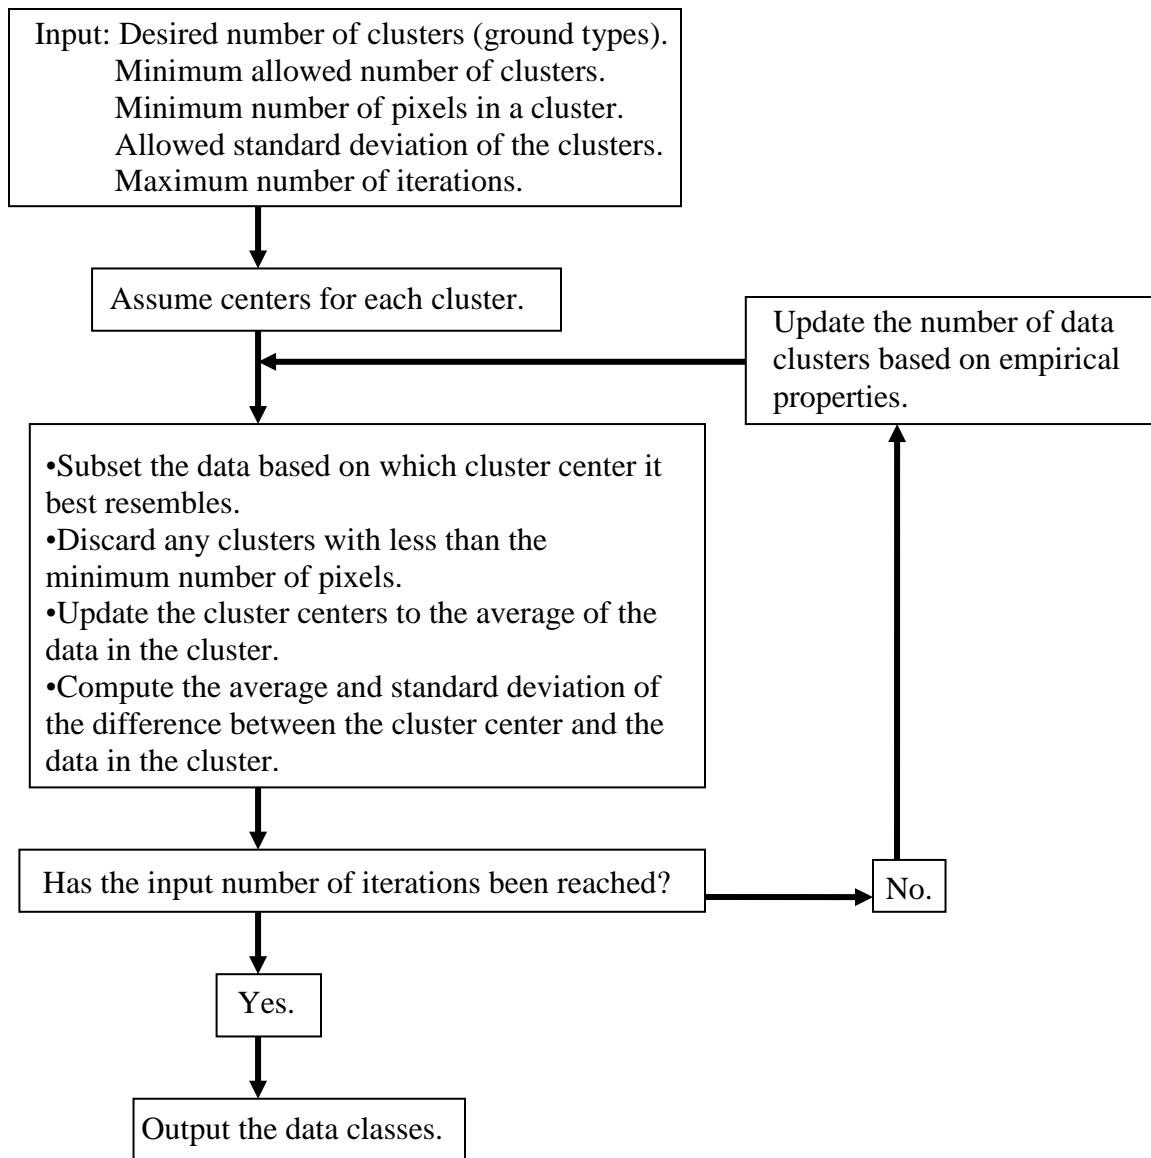 Input: Desired number of clusters (ground types).
Minimum allowed number of clusters.
Minimum number of pixels in a cluster.
Allowed standard deviation of the clusters.
Maximum number of iterations.
Assume centers for each cluster.
Update the number of data
clusters based on empirical
properties.
•Subset the data based on which cluster center it
best resembles.
•Discard any clusters with less than the
minimum number of pixels.
•Update the cluster centers to the average of the
data in the cluster.
•Compute the average and standard deviation of
the difference between the cluster center and the
data in the cluster.
Has the input number of iterations been reached?
No.
Yes.
Output the data classes.